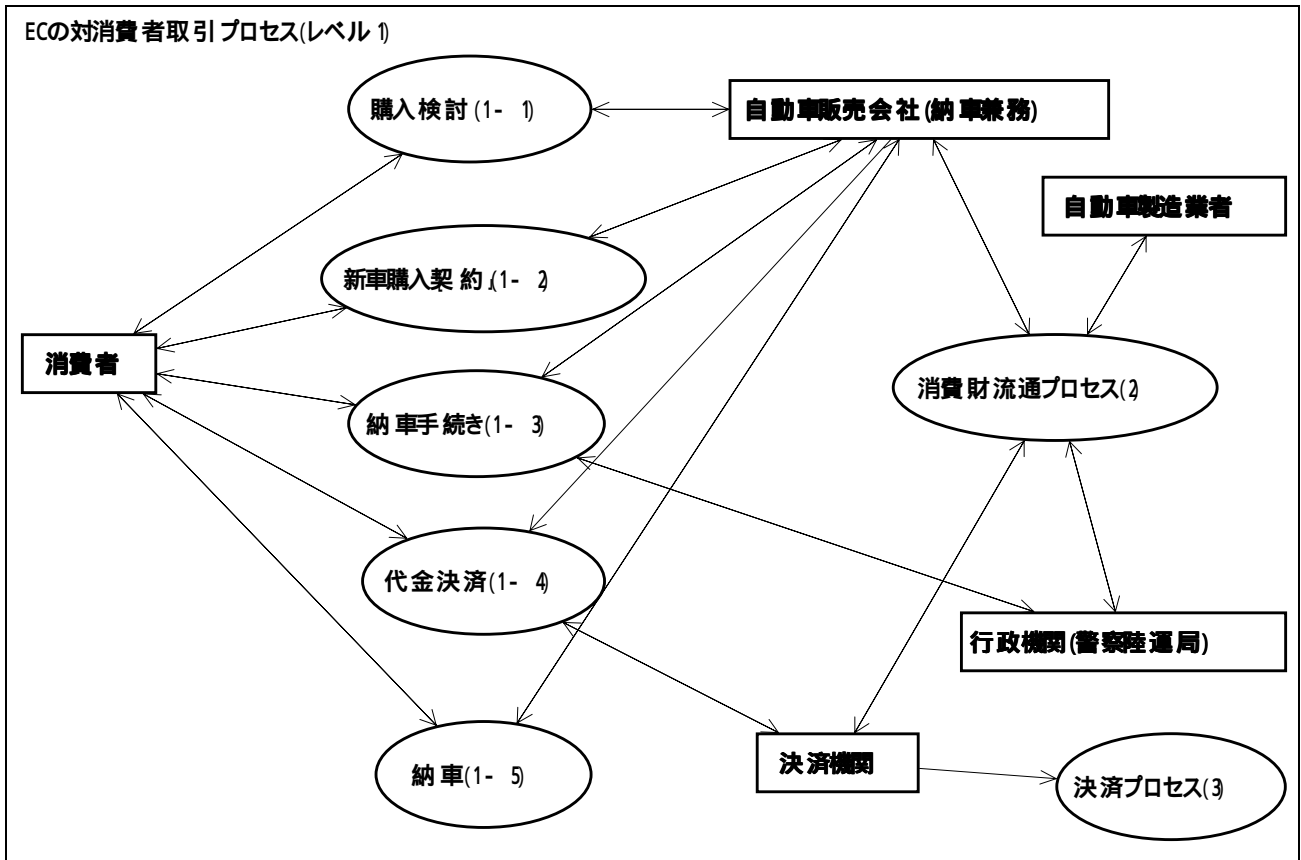 ECの対消費者取引プロセス(レベル1)
購入検討(1- 1)
自動車販売会社(納車兼務)
自動車製造業者
新車購入契約」(1- 2)
消費者
消費財流通プロセス(2)
納車手続き(1- 3)
代金決済(1- 4)
行政機関(警察陸運局)
決済機関
納車(1- 5)
決済プロセス(3)